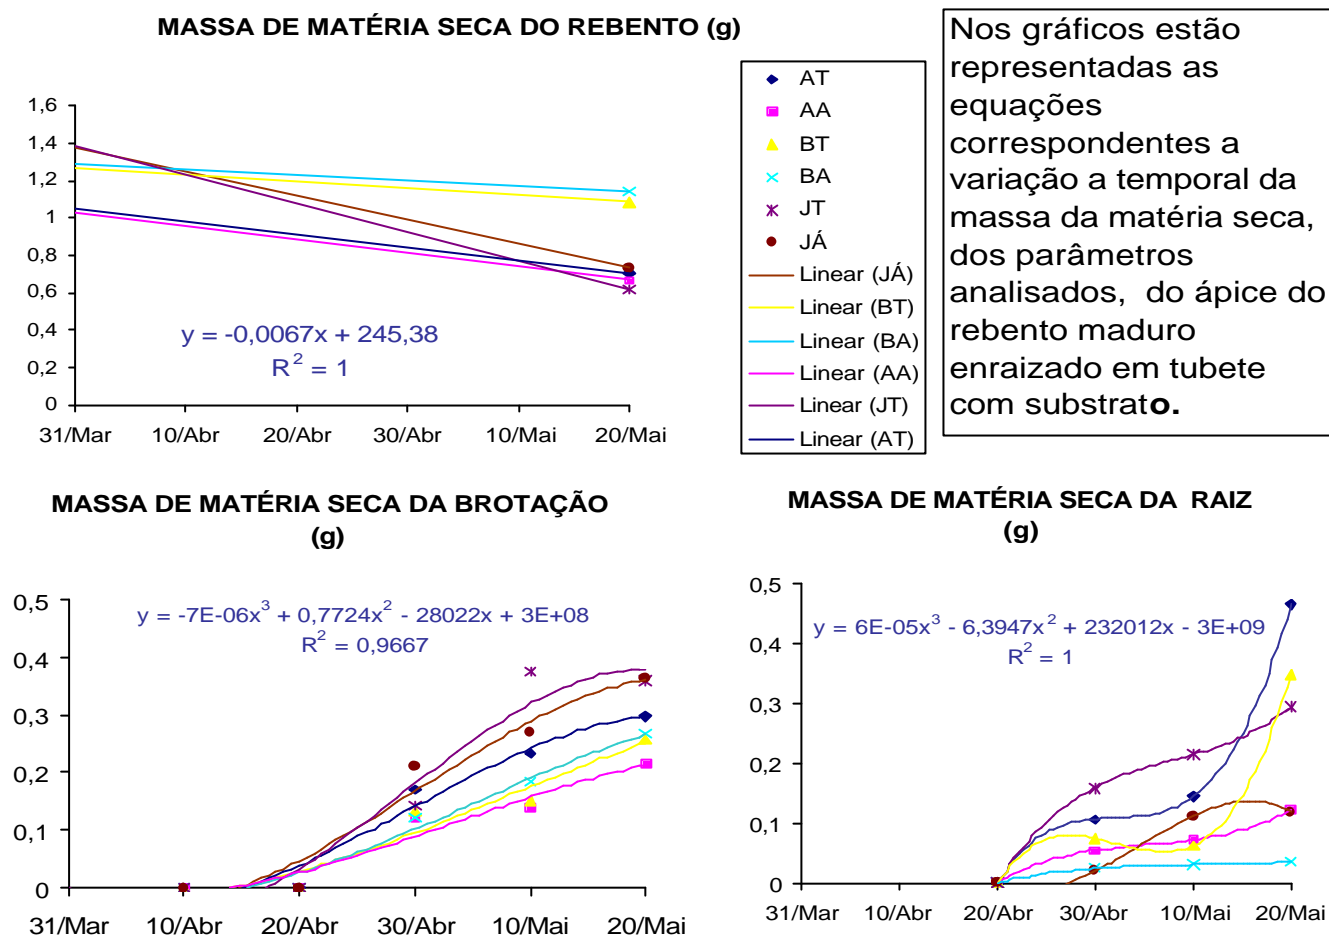 MASSA DE MATÉRIA SECA DO REBENTO (g)
1,6
1,4
1,2
1
0,8
0,6
0,4
0,2
0
31/Mar 10/Abr 20/Abr 30/Abr 10/Mai 20/Mai
y = -0,0067x + 245,38
R² = 1
AT
AA
BT
BA
JT
JÁ
Linear (JÁ)
Linear (BT)
Linear (BA)
Linear (AA)
Linear (JT)
Linear (AT)
Nos gráficos estão
representadas as
equações
correspondentes a
variação a temporal da
massa da matéria seca,
dos parâmetros
analisados, do ápice do
rebento maduro
enraizado em tubete
com substrato.
MASSA DE MATÉRIA SECA DA BROTAÇÃO
(g)
y = -7E-06x³ + 0,7724x² - 28022x + 3E+08
R² = 0,9667
0,5
0,4
0,3
0,2
0,1
0
31/Mar 10/Abr 20/Abr 30/Abr 10/Mai 20/Mai
MASSA DE MATÉRIA SECA DA RAIZ
(g)
y = 6E-05x³ - 6,3947x² + 232012x - 3E+09
R² = 1
0,5
0,4
0,3
0,2
0,1
0
31/Mar 10/Abr 20/Abr 30/Abr 10/Mai 20/Mai